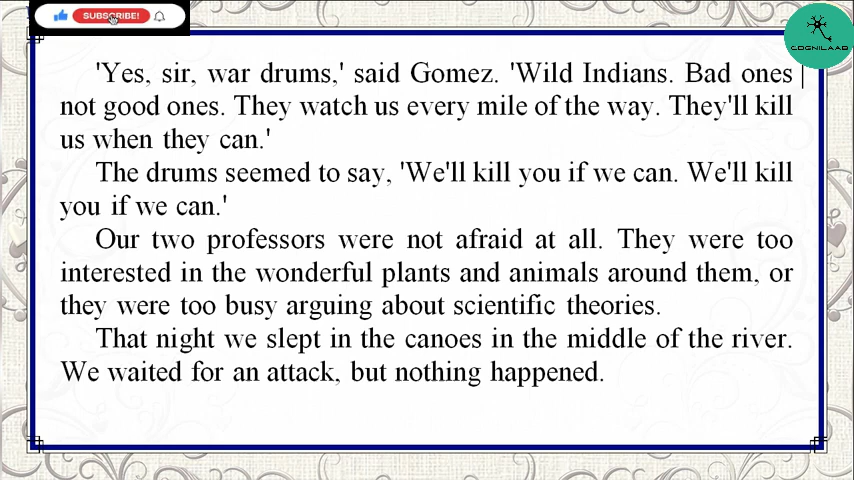 SUBSCRIBE!
COGNILAAB
'Yes, sir, war drums,' said Gomez. 'Wild Indians. Bad ones
not good ones. They watch us every mile of the way. They'll kill
us when they can.'
The drums seemed to say, 'We'll kill you if we can. We'll kill
you if we can.'
Our two professors were not afraid at all. They were too
interested in the wonderful plants and animals around them, or
they were too busy arguing about scientific theories.
That night we slept in the canoes in the middle of the river.
We waited for an attack, but nothing happened.